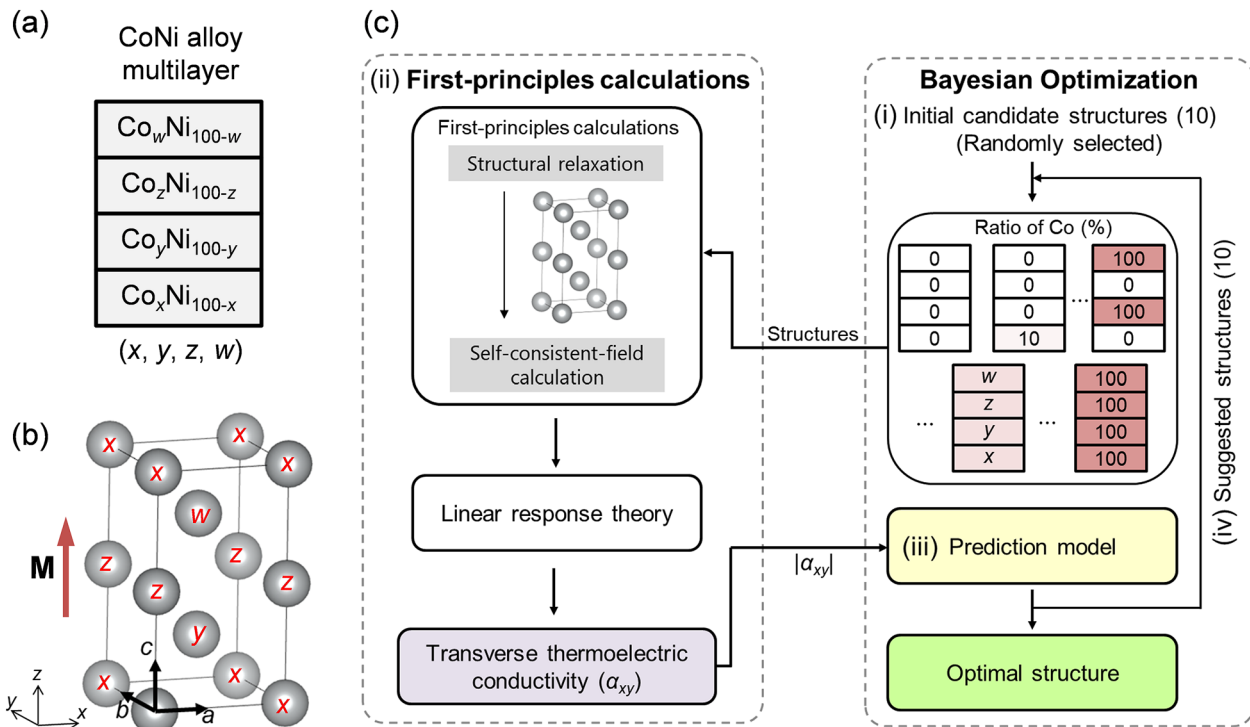 (a)
CoNi alloy
multilayer
CowNi100-w
CozNi100-z
CoyNi100-y
CoxNi100-x
(x, y, z, w)
(b)
M
x
x
x
x
w
z
z
z
z
y
x
x
x
c
b
a
z
y
x
(c)
(ii) First-principles calculations
First-principles calculations
Structural relaxation
Self-consistent-field
calculation
Linear response theory
Transverse thermoelectric
conductivity (αxy)
Structures
|αxy|
Bayesian Optimization
(i) Initial candidate structures (10)
(Randomly selected)
Ratio of Co (%)
0
0
0
0
0
0
0
10
...
100
0
100
0
...
w
z
y
x
...
100
100
100
100
(iii) Prediction model
Optimal structure
(iv) Suggested structures (10)